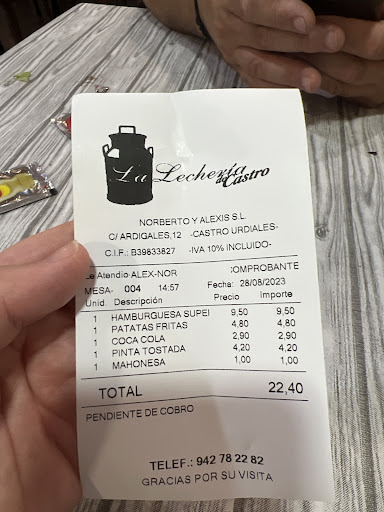 La Lechería
de Castro
NORBERTO Y ALEXIS S.L.
C/ ARDIGALES,12 -CASTRO URDIALES-
C.I.F.: B39833827 -IVA 10% INCLUIDO-
Le Atendio ALEX-NOR :OMPROBANTE
MESA- 004 14:57 Fecha: 28/08/2023
Unid. Descripción Precio Importe
1 HAMBURGUESA SUPEI 9,50 9,50
1 PATATAS FRITAS 4,80 4,80
1 COCA COLA 2,90 2,90
1 PINTA TOSTADA 4,20 4,20
1 MAHONESA 1,00 1,00
TOTAL 22,40
PENDIENTE DE COBRO
TELEF.: 942 78 22 82
GRACIAS POR SU VISITA